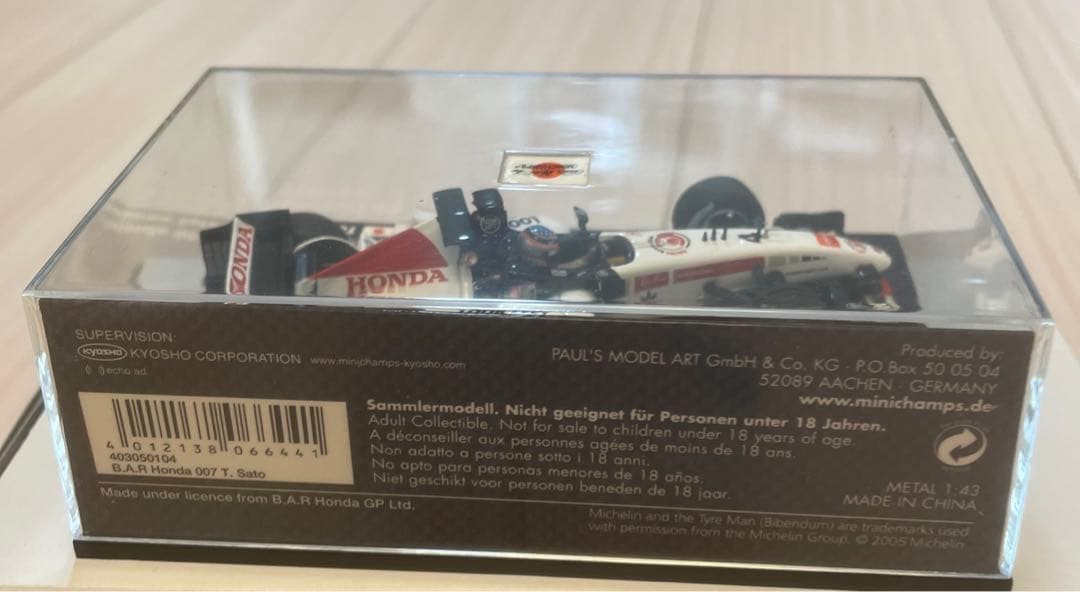 001
HONDA
HONDA
SUPERVISION:
KYOSHO KYOSHO CORPORATION www.minichamps-kyosho.com
echo ad
4 012138 066441
403050104
B.A.R Honda 007 T. Sato
Made under licence from B.A.R Honda GP Ltd.
Produced by:
PAUL'S MODEL ART GmbH & Co. KG · P.O.Box 50 05 04
52089 AACHEN · GERMANY
www.minichamps.de
Sammlermodell. Nicht geeignet für Personen unter 18 Jahren.
Adult Collectible. Not for sale to children under 18 years of age.
A déconseiller aux personnes agées de moins de 18 ans.
Non adatto a persone sotto i 18 anni.
No apto para personas menores de 18 años.
Niet geschikt voor personen beneden de 18 jaar.
METAL 1:43
MADE IN CHINA
Michelin and the Tyre Man (Bibendum) are trademarks used
with permission from the Michelin Group. © 2005 Michelin